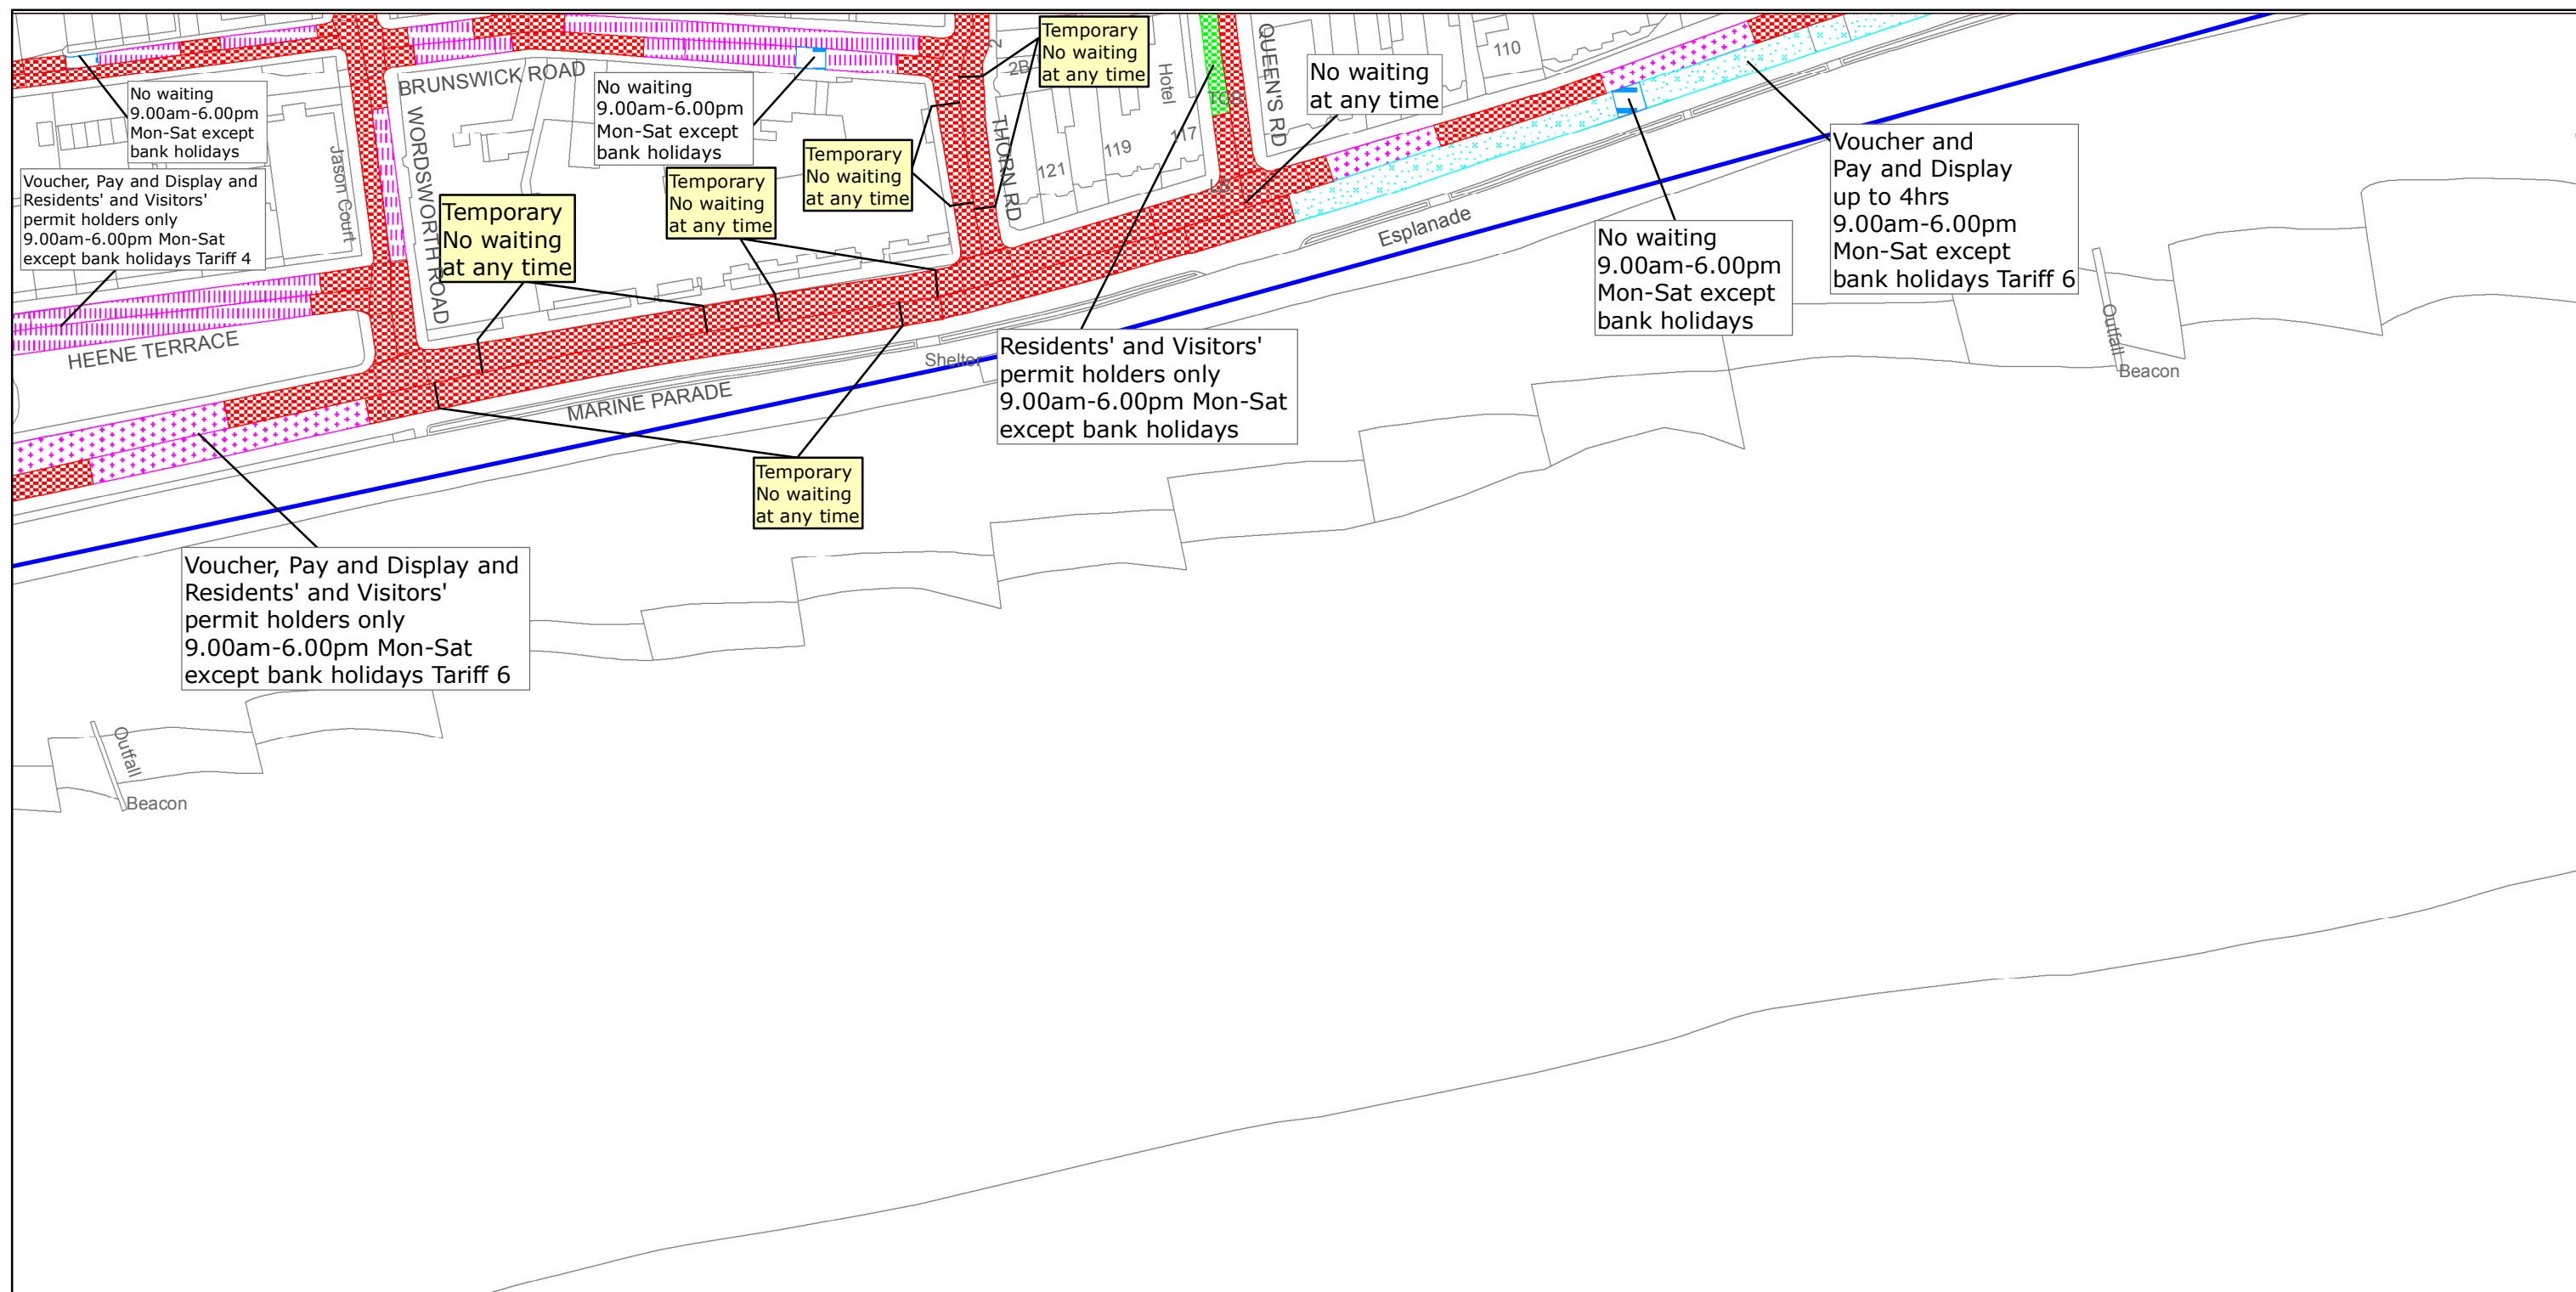 No waiting
9.00am-6.00pm
Mon-Sat except
bank holidays
Voucher, Pay and Display and
Residents' and Visitors'
permit holders only
9.00am-6.00pm Mon-Sat
except bank holidays Tariff 4
Jason Court
HEENE TERRACE
BRUNSWICK ROAD
WORDSWORTH ROAD
No waiting
9.00am-6.00pm
Mon-Sat except
bank holidays
Temporary
No waiting
at any time
Temporary
No waiting
at any time
Temporary
No waiting
at any time
Temporary
No waiting
at any time
2
2B
THORN RD
121
119
117
Hotel
TCB
LB
QUEEN'S RD
110
No waiting
at any time
Esplanade
Voucher and
Pay and Display
up to 4hrs
9.00am-6.00pm
Mon-Sat except
bank holidays Tariff 6
No waiting
9.00am-6.00pm
Mon-Sat except
bank holidays
Outfall
Beacon
Residents' and Visitors'
permit holders only
9.00am-6.00pm Mon-Sat
except bank holidays
Shelter
MARINE PARADE
Temporary
No waiting
at any time
Voucher, Pay and Display and
Residents' and Visitors'
permit holders only
9.00am-6.00pm Mon-Sat
except bank holidays Tariff 6
Outfall
Beacon